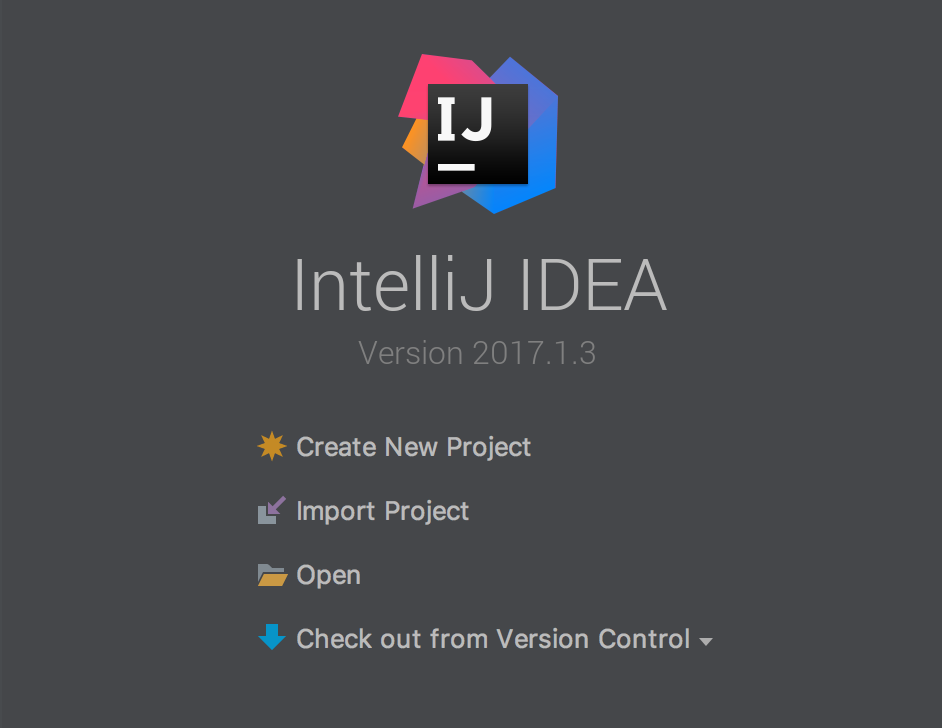 IJ
IntelliJ IDEA
Version 2017.1.3
Create New Project
Import Project
Open
Check out from Version Control